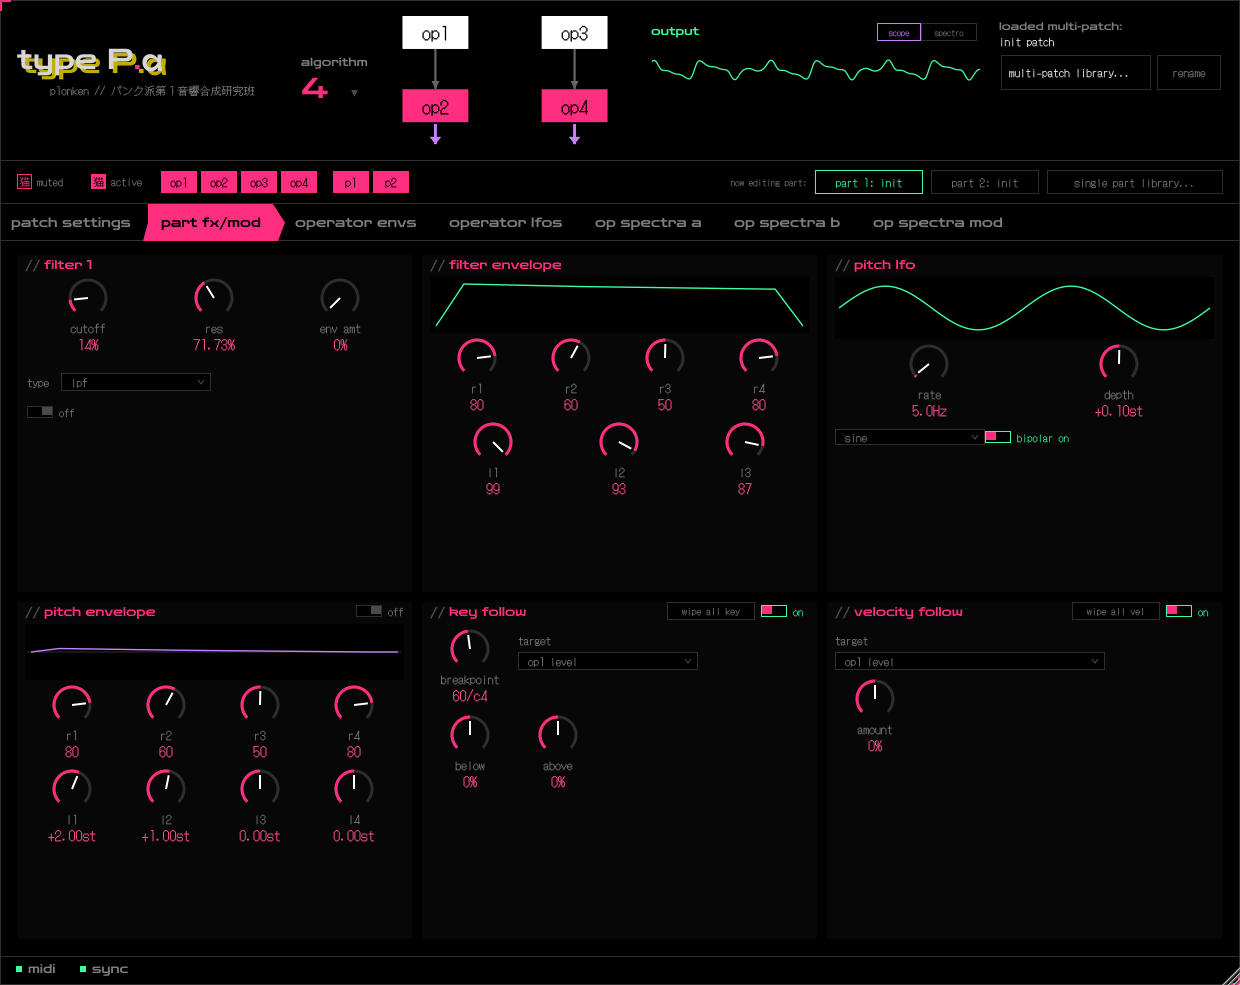 type P.a
plonken // パンク派第1音響合成研究班
algorithm
4
op1
op3
op2
op4
output
scope
spectro
loaded multi-patch:
init patch
multi-patch library...
rename
猫 muted
猫 active
op1 op2 op3 op4 p1 p2
now editing part:
part 1: init
part 2: init
single part library...
patch settings
part fx/mod
operator envs
operator lfos
op spectra a
op spectra b
op spectra mod
// filter 1
cutoff res env amt
14% 71.73% 0%
type lpf
off
// filter envelope
r1 r2 r3 r4
80 60 50 80
l1 l2 l3
99 93 87
// pitch lfo
rate depth
5.0Hz +0.10st
sine
bipolar on
// pitch envelope
off
r1 r2 r3 r4
80 60 50 80
l1 l2 l3 l4
+2.00st +1.00st 0.00st 0.00st
// key follow
wipe all key
on
target
op1 level
breakpoint
60/c4
below above
0% 0%
// velocity follow
wipe all vel
on
target
op1 level
amount
0%
midi
sync